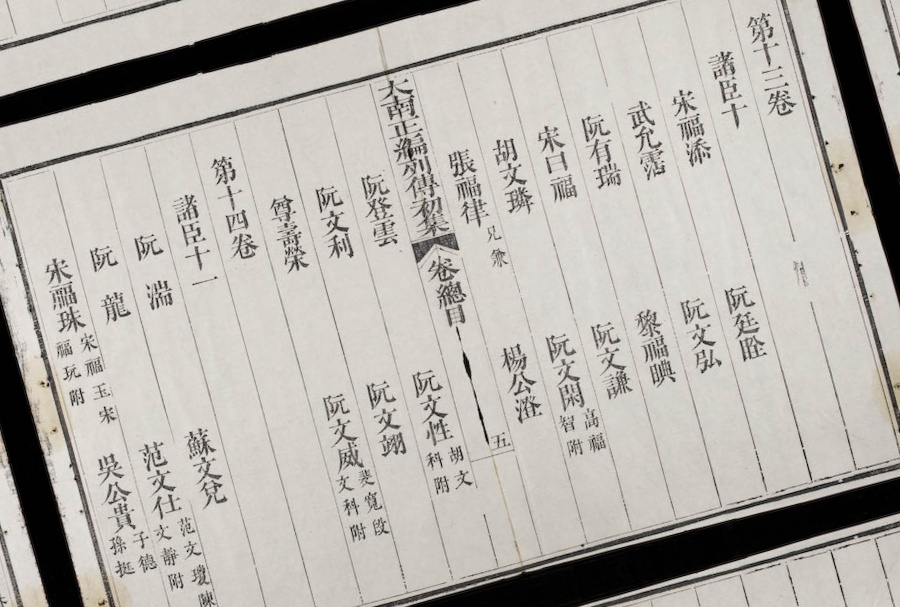 第十三卷
諸臣十
宋福添 阮廷
武允 阮文弘
阮有瑞 黎福晪
宋曰福 阮文謙
胡文璘 阮文閑 高福智附
張福律 兄兼 楊公澄
大南正編列傳初集 卷總目 五
阮登雲 阮文性 胡文科附
阮文利 阮文翊
尊壽榮 阮文威 裴寬段文科附
第十四卷
諸臣十一
阮湍 蘇文兌
阮龍 范文仕 范文瓊陳文靜附
宋福珠 宋福玉宋福玩附 吳公貴 子德孫挺